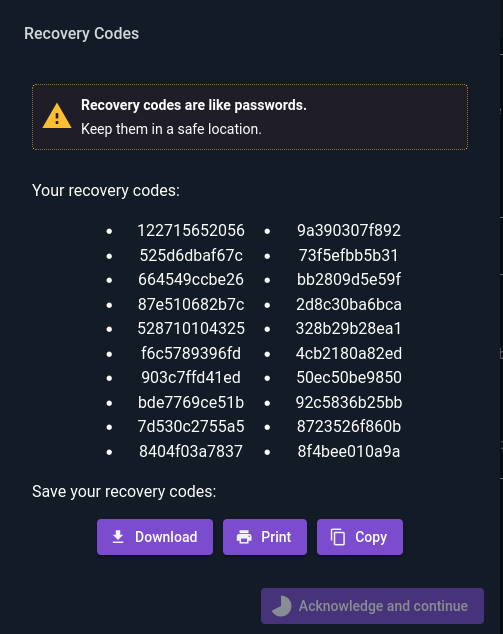 Recovery Codes
Recovery codes are like passwords.
Keep them in a safe location.
Your recovery codes:
• 122715652056 • 9a390307f892
• 525d6dbaf67c • 73f5efbb5b31
• 664549ccbe26 • bb2809d5e59f
• 87e510682b7c • 2d8c30ba6bca
• 528710104325 • 328b29b28ea1
• f6c5789396fd • 4cb2180a82ed
• 903c7ffd41ed • 50ec50be9850
• bde7769ce51b • 92c5836b25bb
• 7d530c2755a5 • 8723526f860b
• 8404f03a7837 • 8f4bee010a9a
Save your recovery codes:
Download Print Copy
Acknowledge and continue